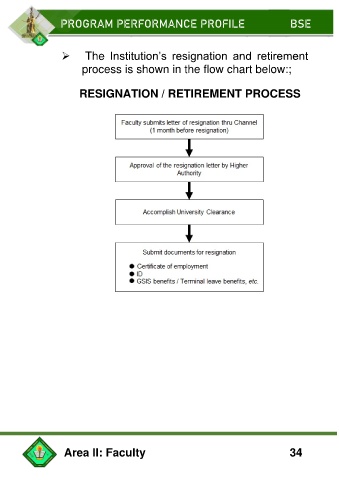 PROGRAM PERFORMANCE PROFILE BSE
➢ The Institution's resignation and retirement
process is shown in the flow chart below:;
RESIGNATION / RETIREMENT PROCESS
Faculty submits letter of resignation thru Channel
(1 month before resignation)
Approval of the resignation letter by Higher
Authority
Accomplish University Clearance
Submit documents for resignation
● Certificate of employment
● ID
● GSIS benefits / Terminal leave benefits, etc.
Area II: Faculty 34